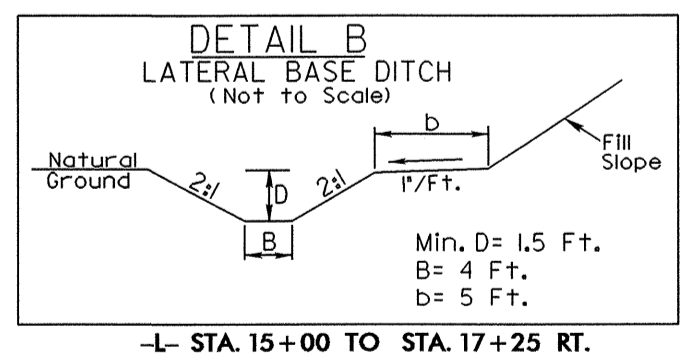 DETAIL B
LATERAL BASE DITCH
(Not to Scale)
b
Natural
Ground
2:1
D
2:1
1"/Ft.
Fill
Slope
B
Min. D= 1.5 Ft.
B= 4 Ft.
b= 5 Ft.
-L- STA. 15+00 TO STA. 17+25 RT.